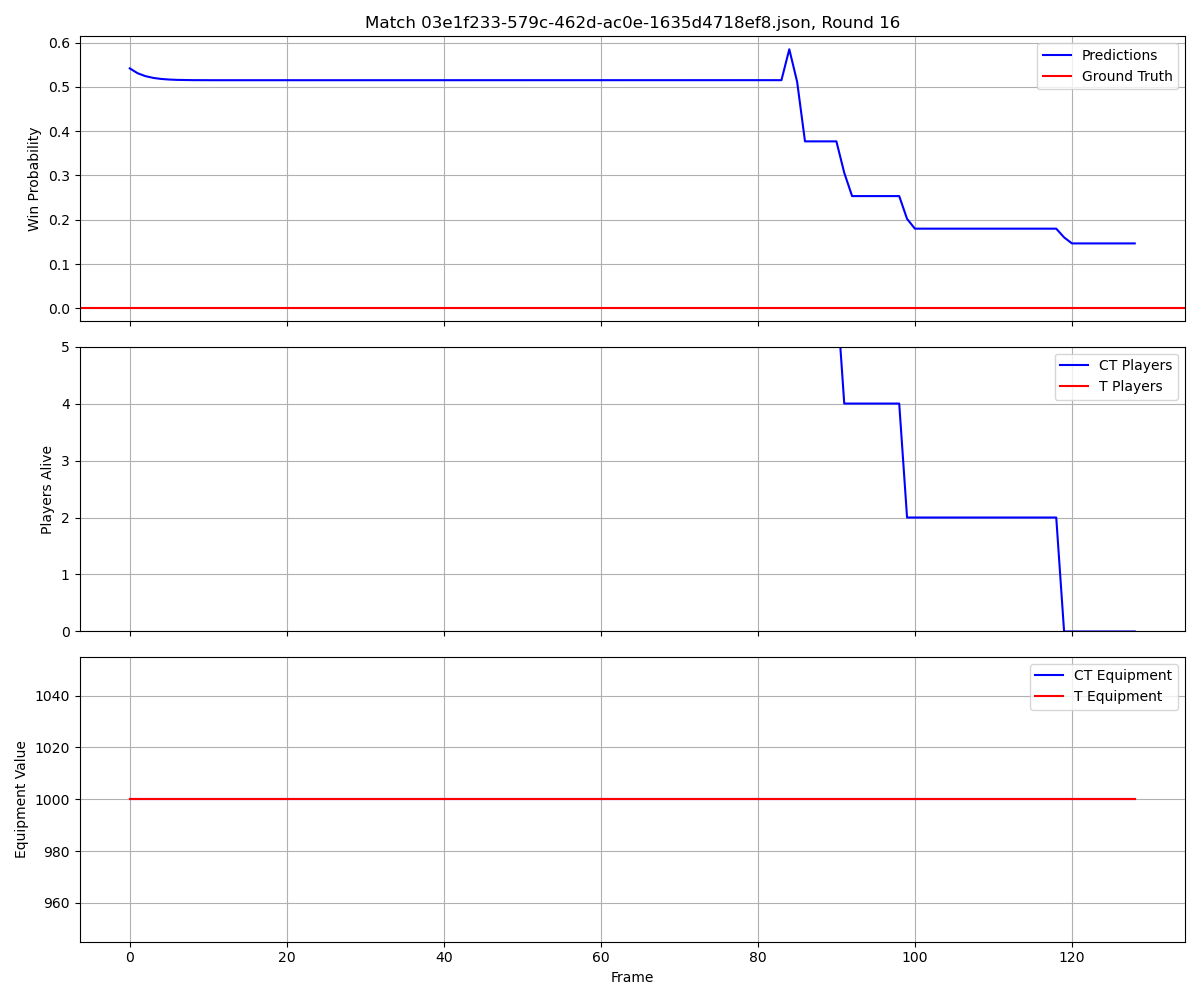 Match 03e1f233-579c-462d-ac0e-1635d4718ef8.json, Round 16
Win Probability
0.6
0.5
0.4
0.3
0.2
0.1
0.0
Predictions
Ground Truth
Players Alive
5
4
3
2
1
0
CT Players
T Players
Equipment Value
1040
1020
1000
980
960
CT Equipment
T Equipment
0 20 40 60 80 100 120
Frame